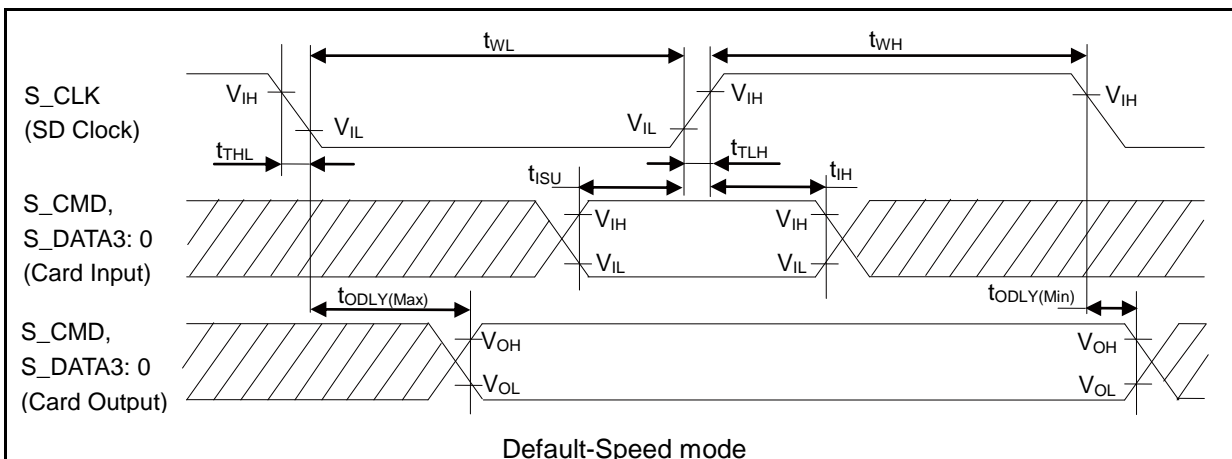 tWL
tWH
S_CLK
(SD Clock)
VIH
VIL
VIL
VIH
VIH
tTHL
tTLH
tISU
tIH
S_CMD,
S_DATA3: 0
(Card Input)
VIH
VIL
VIH
VIL
tODLY(Max)
tODLY(Min)
S_CMD,
S_DATA3: 0
(Card Output)
VOH
VOL
VOH
VOL
Default-Speed mode